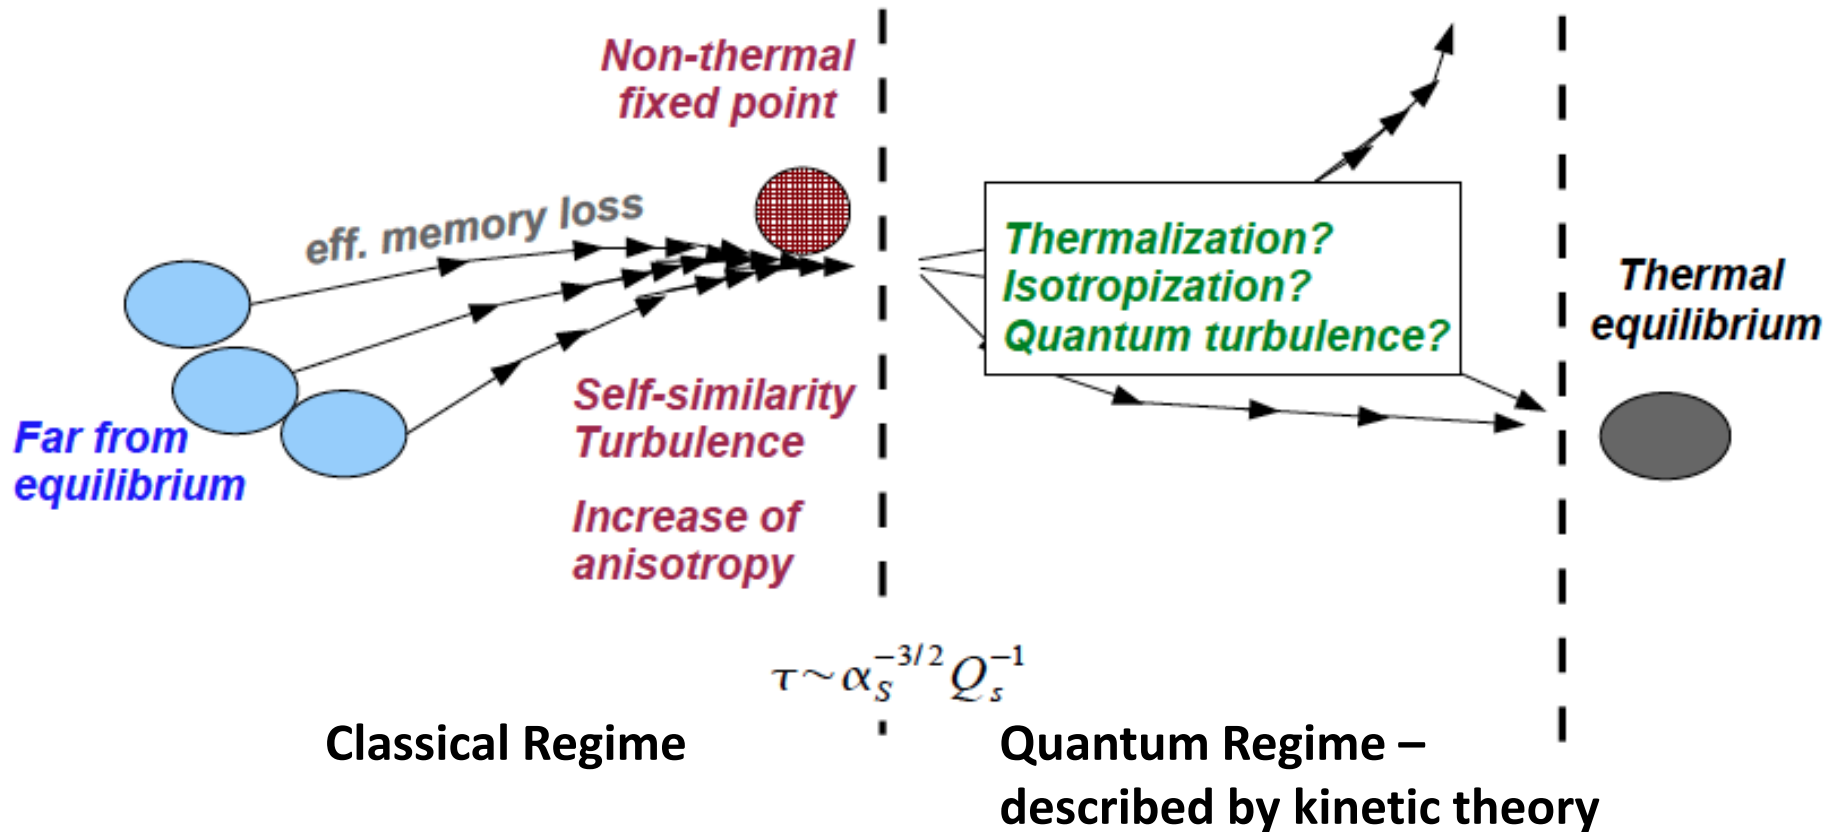 Non-thermal
fixed point
eff. memory loss
Far from
equilibrium
Self-similarity
Turbulence
Increase of
anisotropy
Thermalization?
Isotropization?
Quantum turbulence?
Thermal
equilibrium
τ~α_S^{-3/2} Q_s^{-1}
Classical Regime
Quantum Regime –
described by kinetic theory